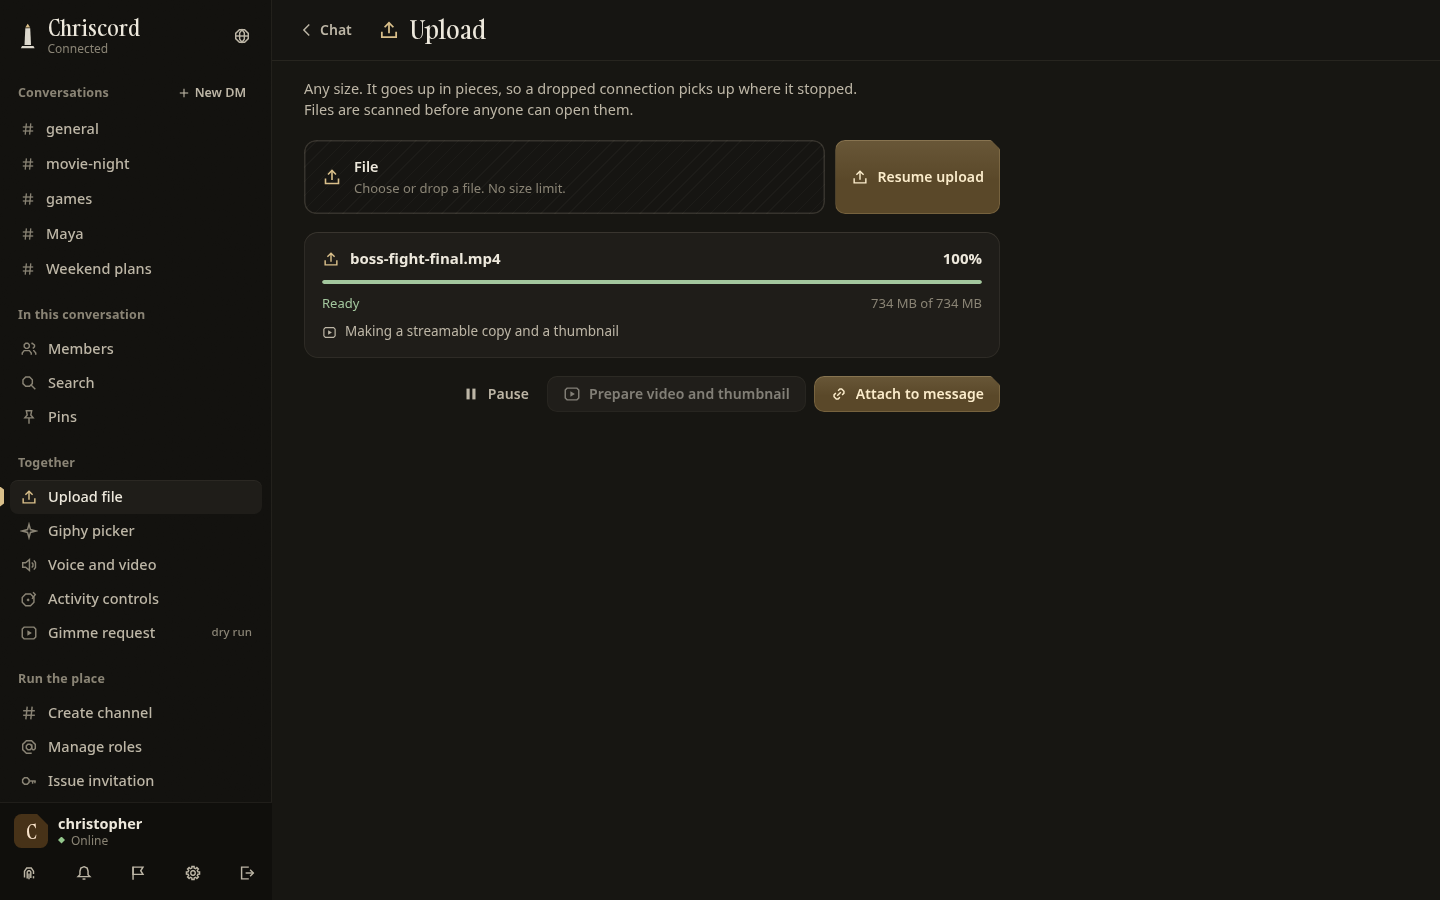 Chriscord
Connected
Conversations
New DM
general
movie-night
games
Maya
Weekend plans
In this conversation
Members
Search
Pins
Together
Upload file
Giphy picker
Voice and video
Activity controls
Gimme request
dry run
Run the place
Create channel
Manage roles
Issue invitation
C
christopher
Online
Chat
Upload
Any size. It goes up in pieces, so a dropped connection picks up where it stopped.
Files are scanned before anyone can open them.
File
Choose or drop a file. No size limit.
Resume upload
boss-fight-final.mp4
100%
Ready
734 MB of 734 MB
Making a streamable copy and a thumbnail
Pause
Prepare video and thumbnail
Attach to message